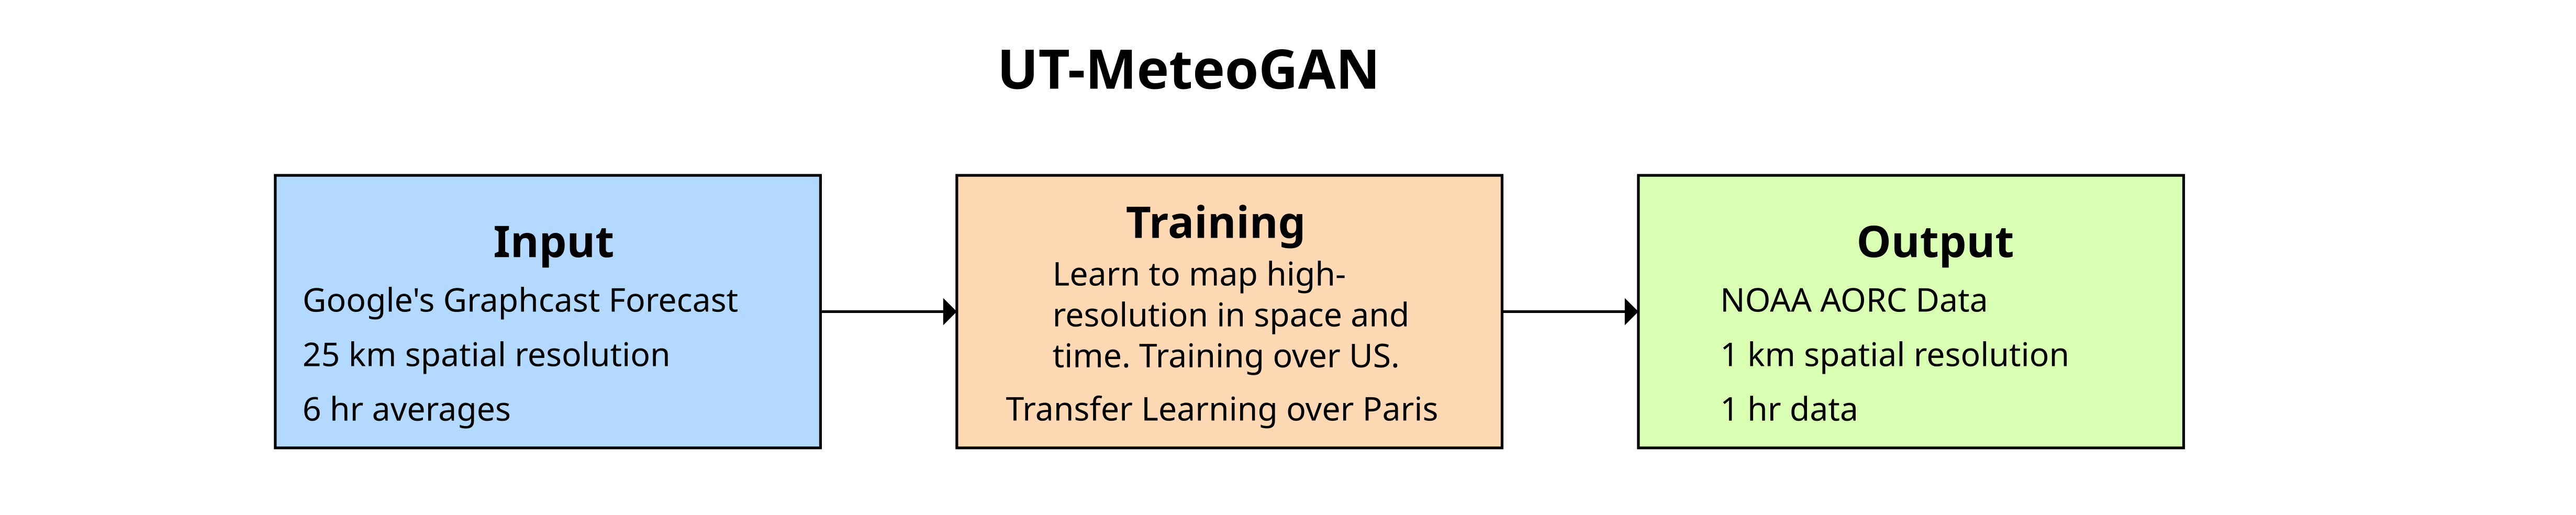 UT-MeteoGAN
Input
Google's Graphcast Forecast
25 km spatial resolution
6 hr averages
Training
Learn to map high-
resolution in space and
time. Training over US.
Transfer Learning over Paris
Output
NOAA AORC Data
1 km spatial resolution
1 hr data